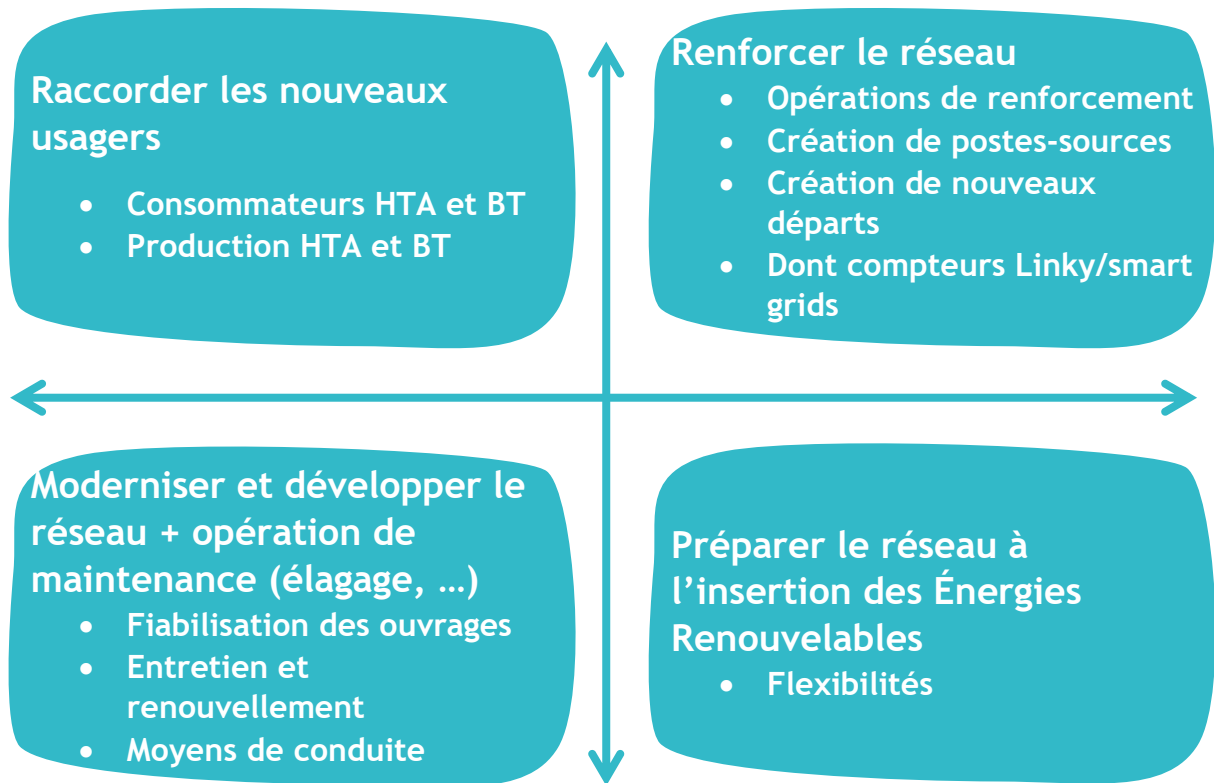 Raccorder les nouveaux
usagers
• Consommateurs HTA et BT
• Production HTA et BT
Renforcer le réseau
• Opérations de renforcement
• Création de postes-sources
• Création de nouveaux
départs
• Dont compteurs Linky/smart
grids
Moderniser et développer le
réseau + opération de
maintenance (élagage, …)
• Fiabilisation des ouvrages
• Entretien et
renouvellement
• Moyens de conduite
Préparer le réseau à
l’insertion des Énergies
Renouvelables
• Flexibilités